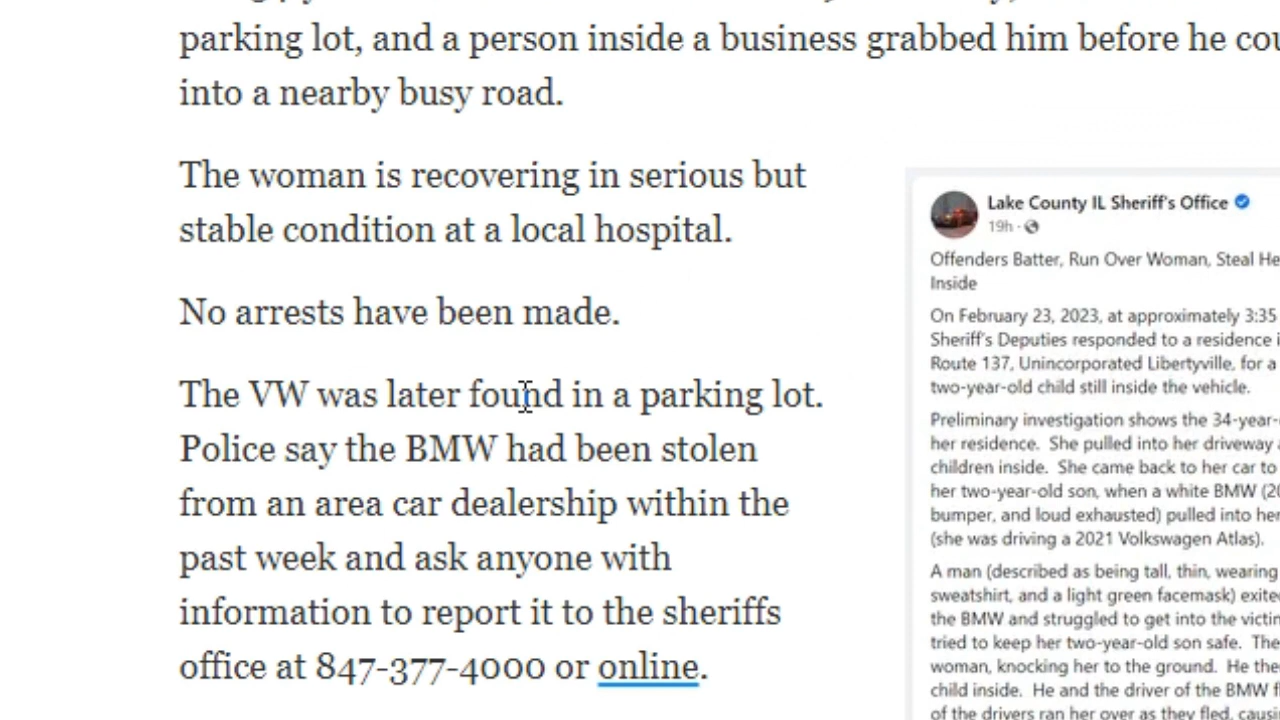 parking lot, and a person inside a business grabbed him before he
into a nearby busy road.
The woman is recovering in serious but
stable condition at a local hospital.
No arrests have been made.
The VW was later found in a parking lot.
Police say the BMW had been stolen
from an area car dealership within the
past week and ask anyone with
information to report it to the sheriffs
office at 847-377-4000 or online.
Lake County IL Sheriff's Office
19h ·
Offenders Batter, Run Over Woman, Steal
Inside
On February 23, 2023, at approximately 3:35
Sheriff's Deputies responded to a residence
Route 137, Unincorporated Libertyville, for a
two-year-old child still inside the vehicle.
Preliminary investigation shows the 34-year-
her residence. She pulled into her driveway
children inside. She came back to her car to
her two-year-old son, when a white BMW (20
bumper, and loud exhausted) pulled into her
(she was driving a 2021 Volkswagen Atlas).
A man (described as being tall, thin, wearing
sweatshirt, and a light green facemask) exited
the BMW and struggled to get into the
tried to keep her two-year-old son safe. The
woman, knocking her to the ground. He
child inside. He and the driver of the BMW
of the drivers ran her over as they fled,